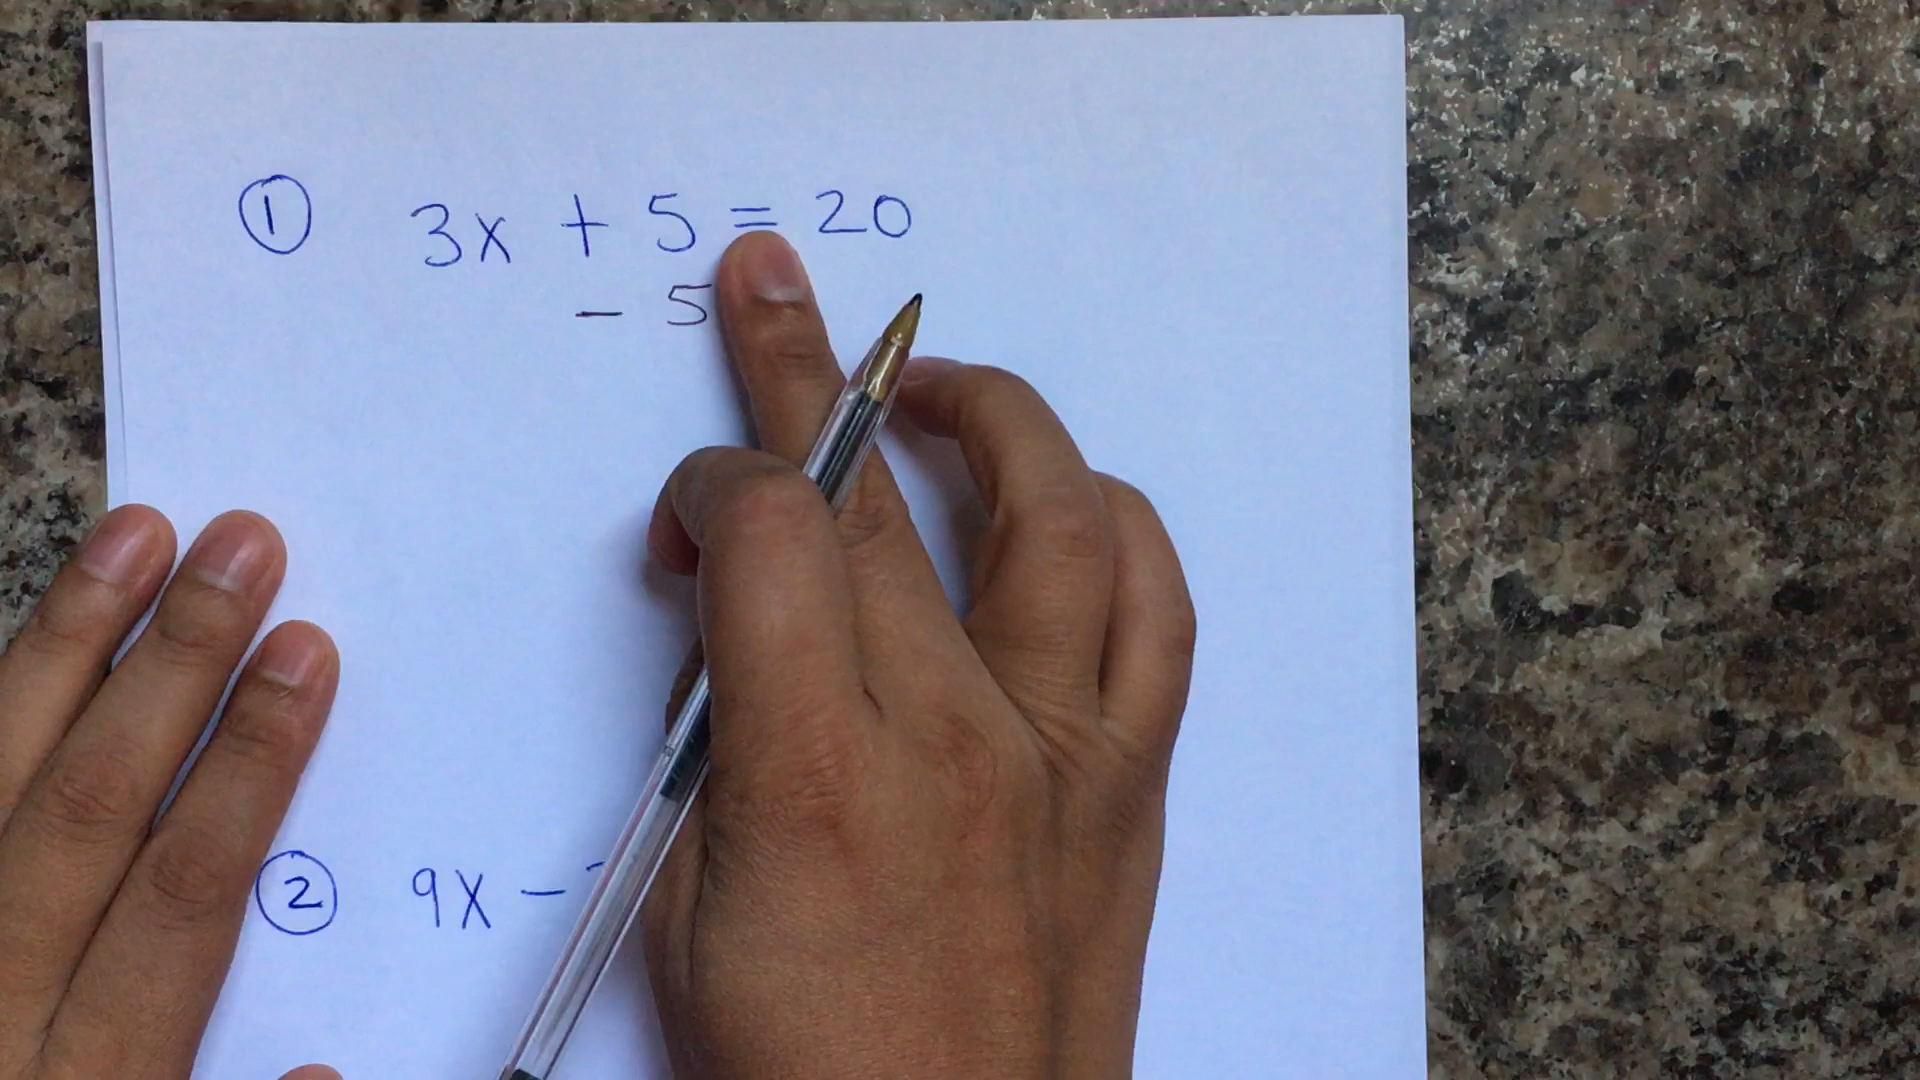 ① 3x + 5 = 20
- 5
② 9x -